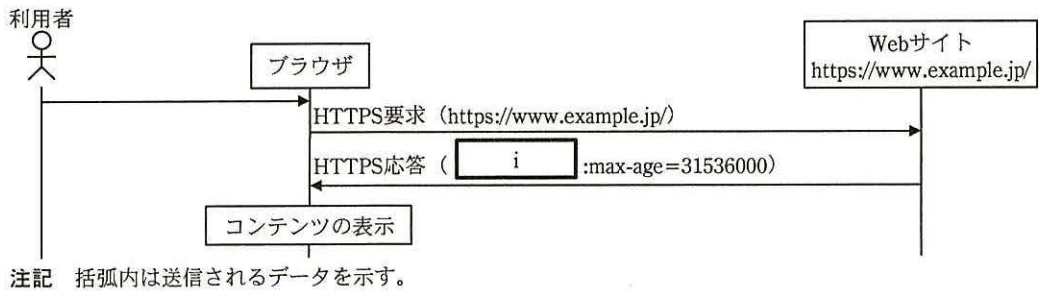 利用者
ブラウザ
Webサイト
https://www.example.jp/
HTTPS要求（https://www.example.jp/）
HTTPS応答（ i :max-age=31536000）
コンテンツの表示
注記　括弧内は送信されるデータを示す。